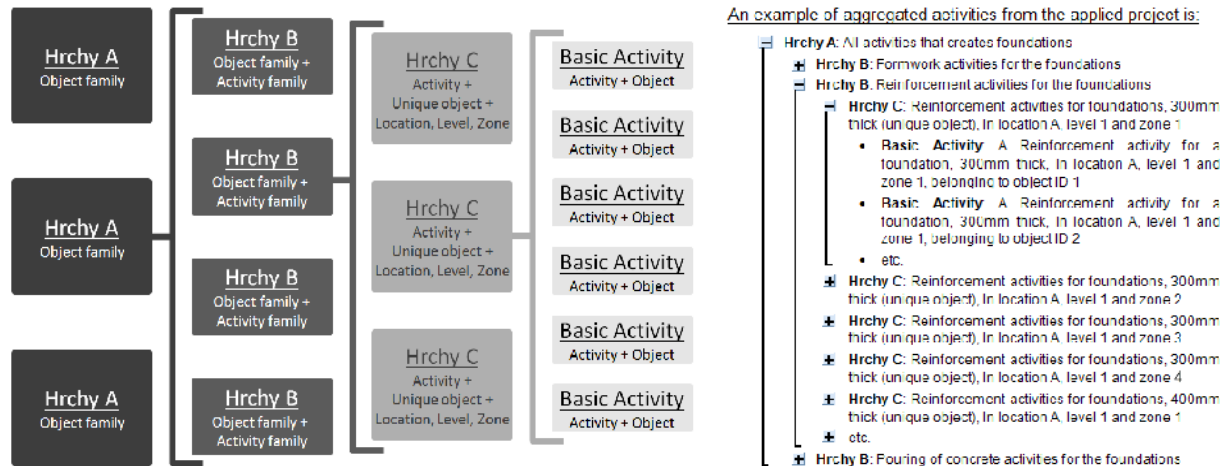 Hrchy A
Object family
Hrchy A
Object family
Hrchy A
Object family
Hrchy B
Object family +
Activity family
Hrchy B
Object family +
Activity family
Hrchy B
Object family +
Activity family
Hrchy B
Object family +
Activity family
Hrchy C
Activity +
Unique object +
Location, Level, Zone
Hrchy C
Activity +
Unique object +
Location, Level, Zone
Hrchy C
Activity +
Unique object +
Location, Level, Zone
Basic Activity
Activity + Object
Basic Activity
Activity + Object
Basic Activity
Activity + Object
Basic Activity
Activity + Object
Basic Activity
Activity + Object
Basic Activity
Activity + Object
An example of aggregated activities from the applied project is:
Hrchy A: All activities that creates foundations
Hrchy B: Formwork activities for the foundations
Hrchy B: Reinforcement activities for the foundations
Hrchy C: Reinforcement activities for foundations, 300mm
thick (unique object), In location A, level 1 and zone 1
• Basic Activity A Reinforcement activity for a
foundation, 300mm thick, In location A, level 1 and
zone 1, belonging to object ID 1
• Basic Activity A Reinforcement activity for a
foundation, 300mm thick, In location A, level 1 and
zone 1, belonging to object ID 2
• etc.
Hrchy C: Reinforcement activities for foundations, 300mm
thick (unique object), In location A, level 1 and zone 2
Hrchy C: Reinforcement activities for foundations, 300mm
thick (unique object), In location A, level 1 and zone 3
Hrchy C: Reinforcement activities for foundations, 300mm
thick (unique object), In location A, level 1 and zone 4
Hrchy C: Reinforcement activities for foundations, 400mm
thick (unique object), In location A, level 1 and zone 1
etc.
Hrchy B: Pouring of concrete activities for the foundations